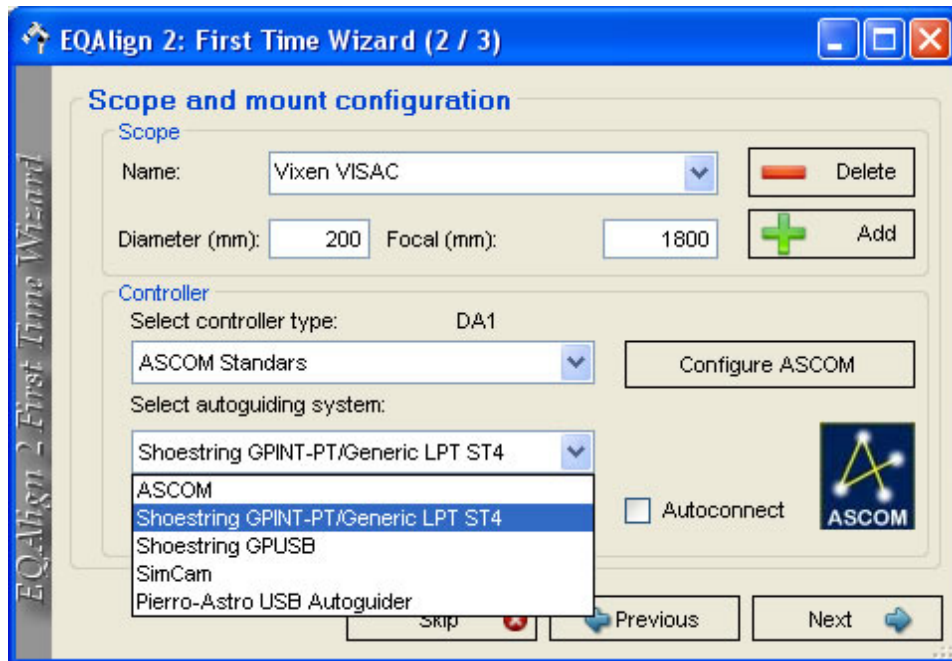 EQAlign 2: First Time Wizard (2 / 3)
EQAlign 2 First Time Wizard
Scope and mount configuration
Scope
Name: Vixen VISAC Delete
Diameter (mm): 200 Focal (mm): 1800 Add
Controller
Select controller type: DA1
ASCOM Standars Configure ASCOM
Select autoguiding system:
Shoestring GPINT-PT/Generic LPT ST4
ASCOM
Shoestring GPINT-PT/Generic LPT ST4
Shoestring GPUSB
SimCam
Pierro-Astro USB Autoguider
Autoconnect
ASCOM
Skip Previous Next